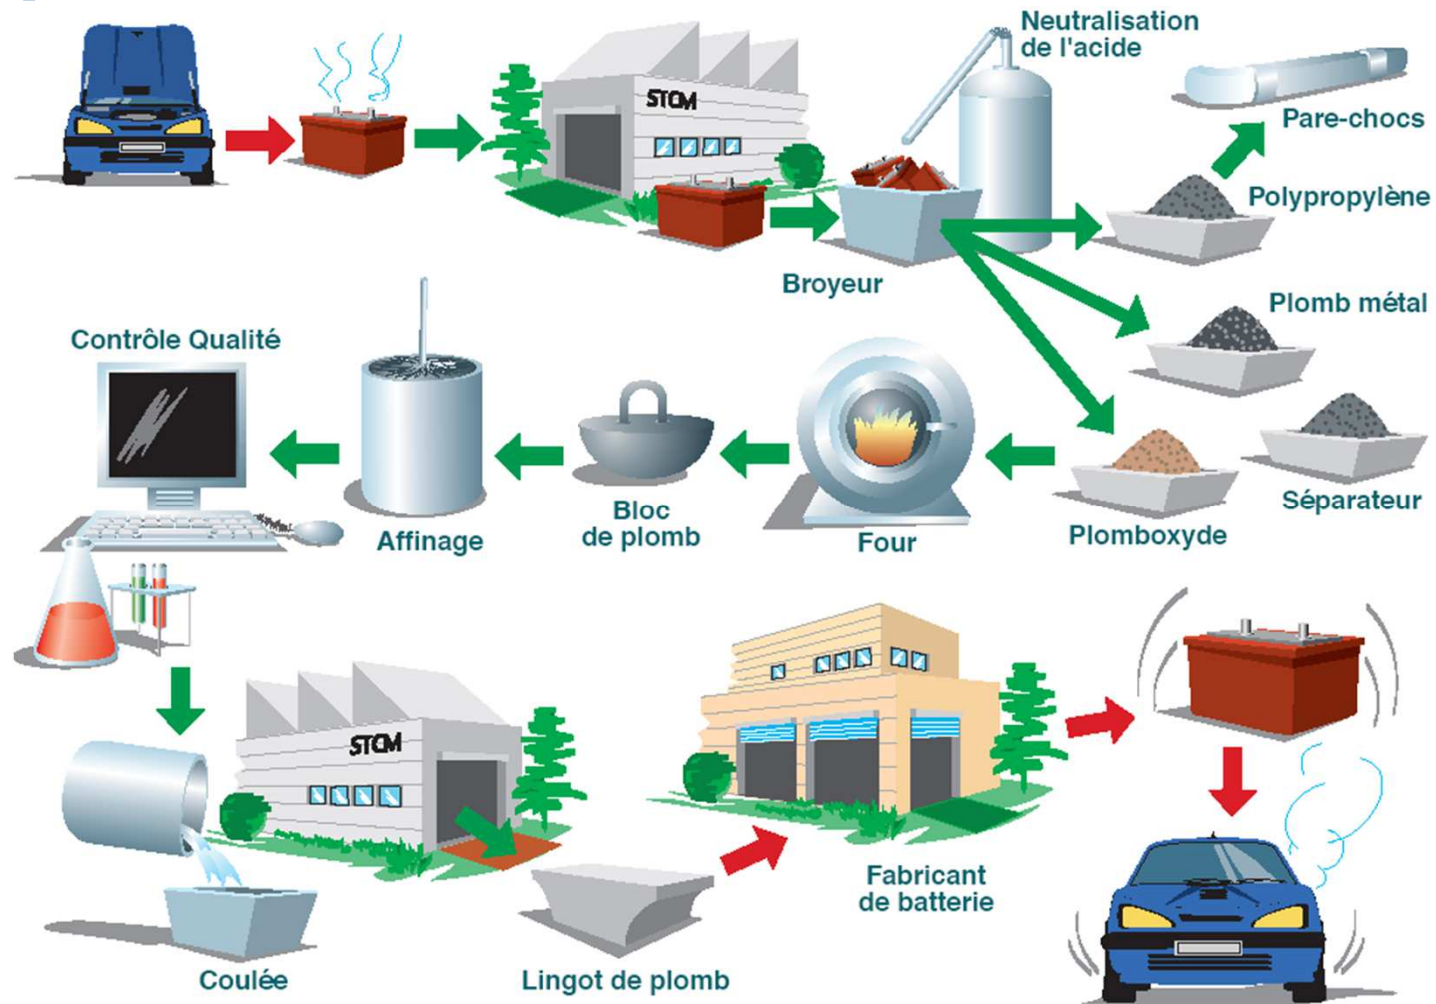 Neutralisation
de l'acide
STCM
Pare-chocs
Polypropylène
Broyeur
Plomb métal
Contrôle Qualité
Séparateur
Plomboxyde
Four
Bloc
de plomb
Affinage
STCM
Fabricant
de batterie
Coulée
Lingot de plomb